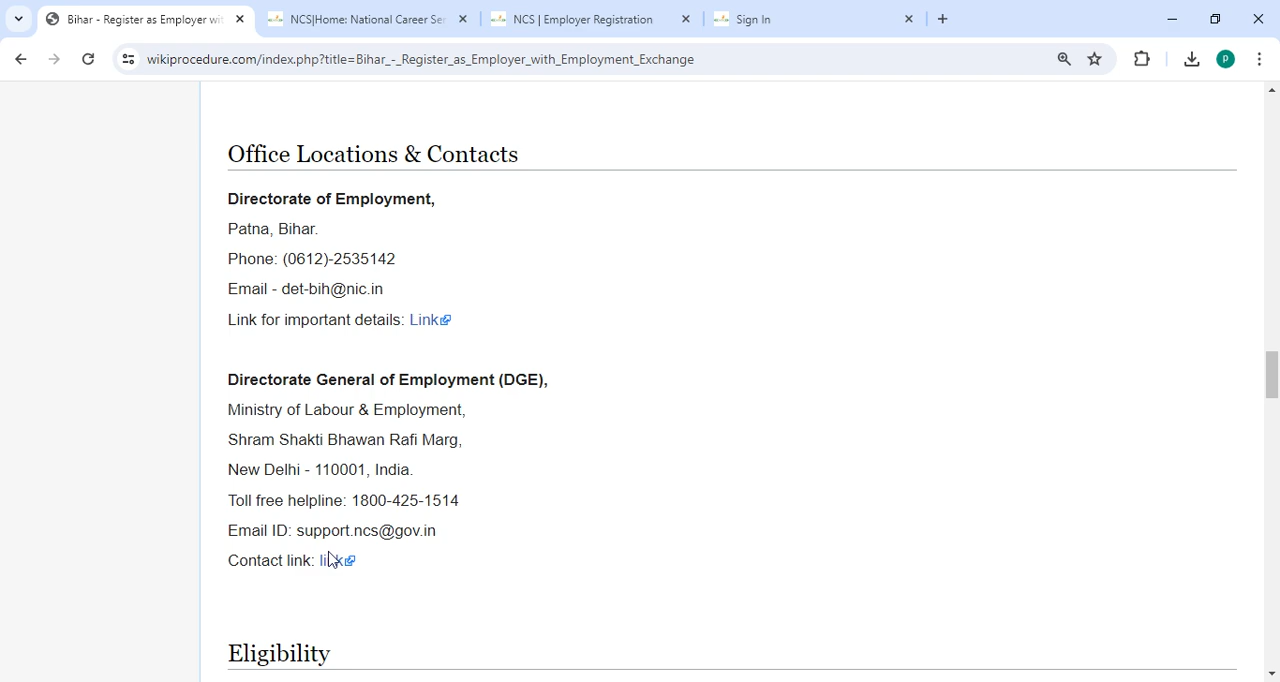 Bihar - Register as Employer wit
NCS|Home: National Career Ser
NCS | Employer Registration
Sign In
wikiprocedure.com/index.php?title=Bihar_-_Register_as_Employer_with_Employment_Exchange
P
Office Locations & Contacts
Directorate of Employment,
Patna, Bihar.
Phone: (0612)-2535142
Email - det-bih@nic.in
Link for important details: Link
Directorate General of Employment (DGE),
Ministry of Labour & Employment,
Shram Shakti Bhawan Rafi Marg,
New Delhi - 110001, India.
Toll free helpline: 1800-425-1514
Email ID: support.ncs@gov.in
Contact link: link
Eligibility